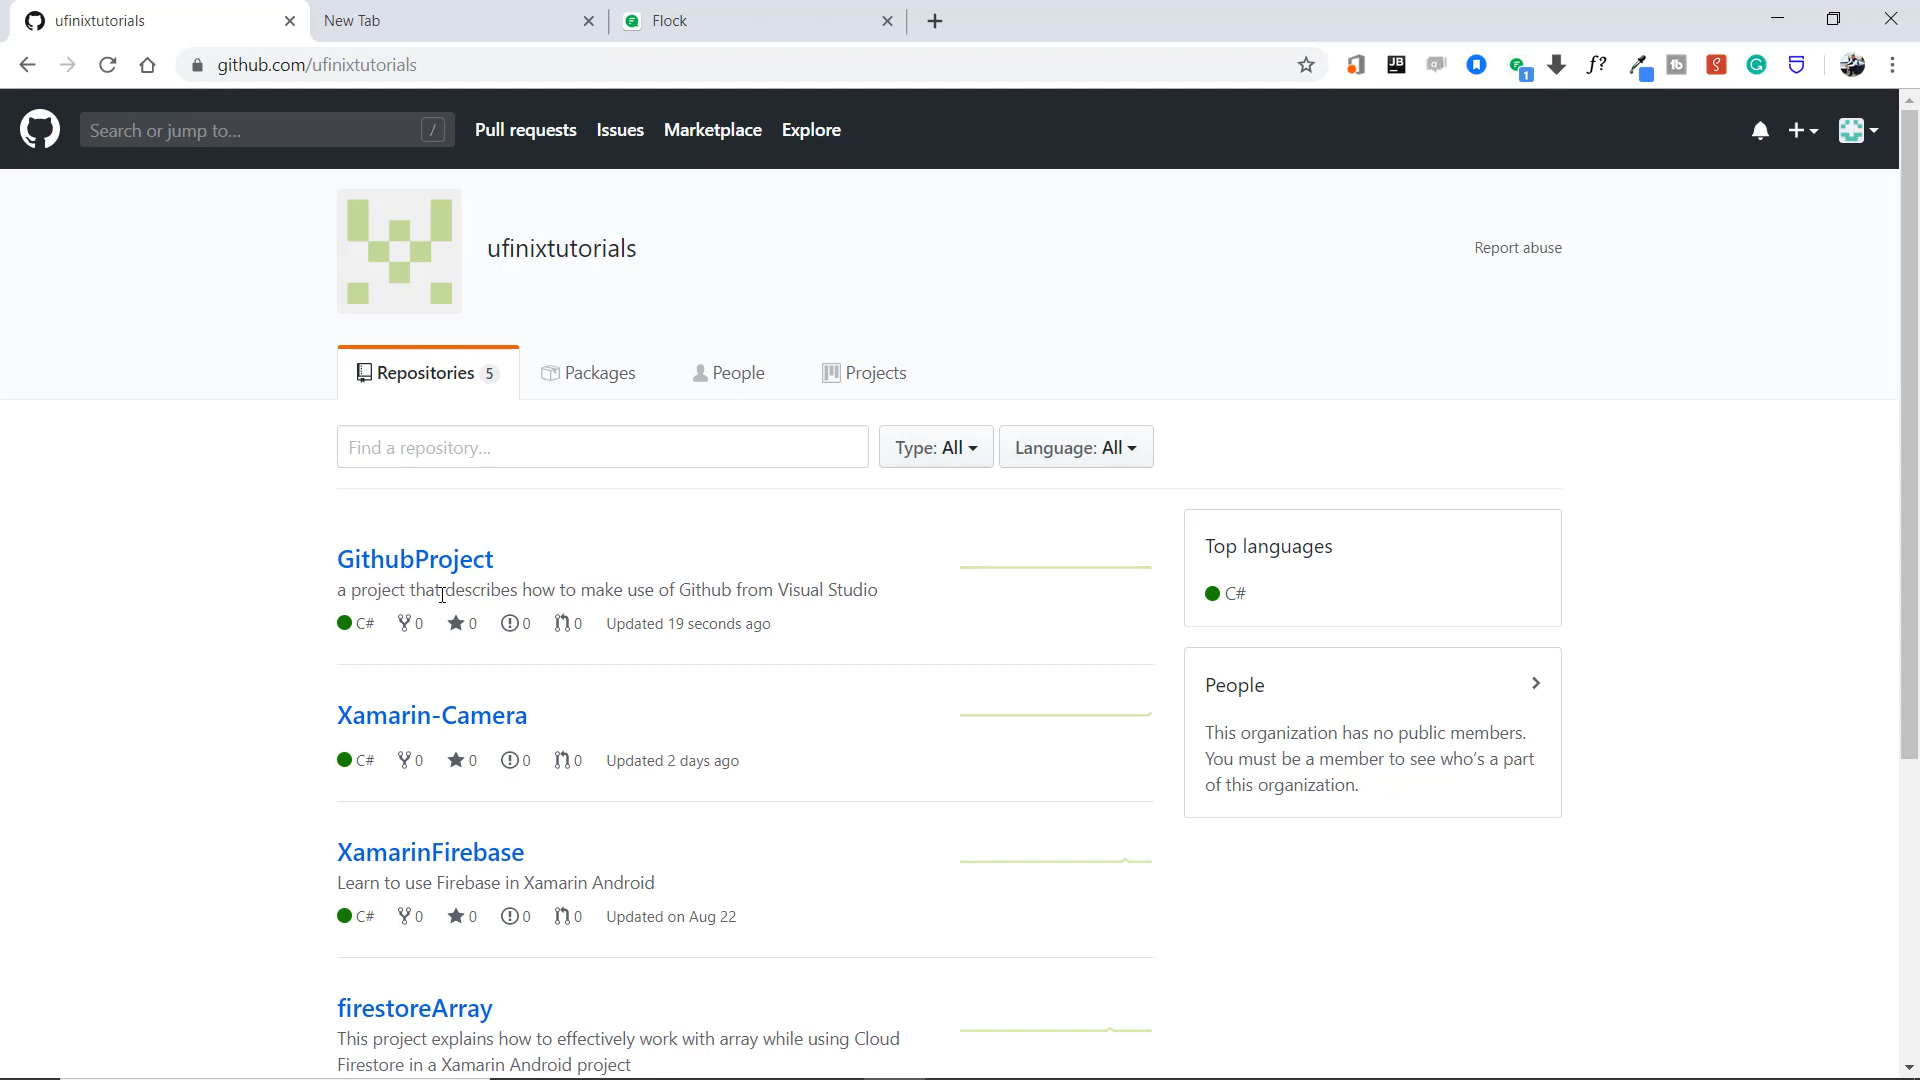 ufinixtutorials
New Tab
Flock
github.com/ufinixtutorials
JB
a
1
f?
tb
G
Search or jump to...
/
Pull requests
Issues
Marketplace
Explore
ufinixtutorials
Report abuse
Repositories 5
Packages
People
Projects
Find a repository...
Type: All
Language: All
GithubProject
a project that describes how to make use of Github from Visual Studio
C# 0 0 0 0 Updated 19 seconds ago
Top languages
C#
Xamarin-Camera
C# 0 0 0 0 Updated 2 days ago
People
This organization has no public members.
You must be a member to see who's a part
of this organization.
XamarinFirebase
Learn to use Firebase in Xamarin Android
C# 0 0 0 0 Updated on Aug 22
firestoreArray
This project explains how to effectively work with array while using Cloud
Firestore in a Xamarin Android project